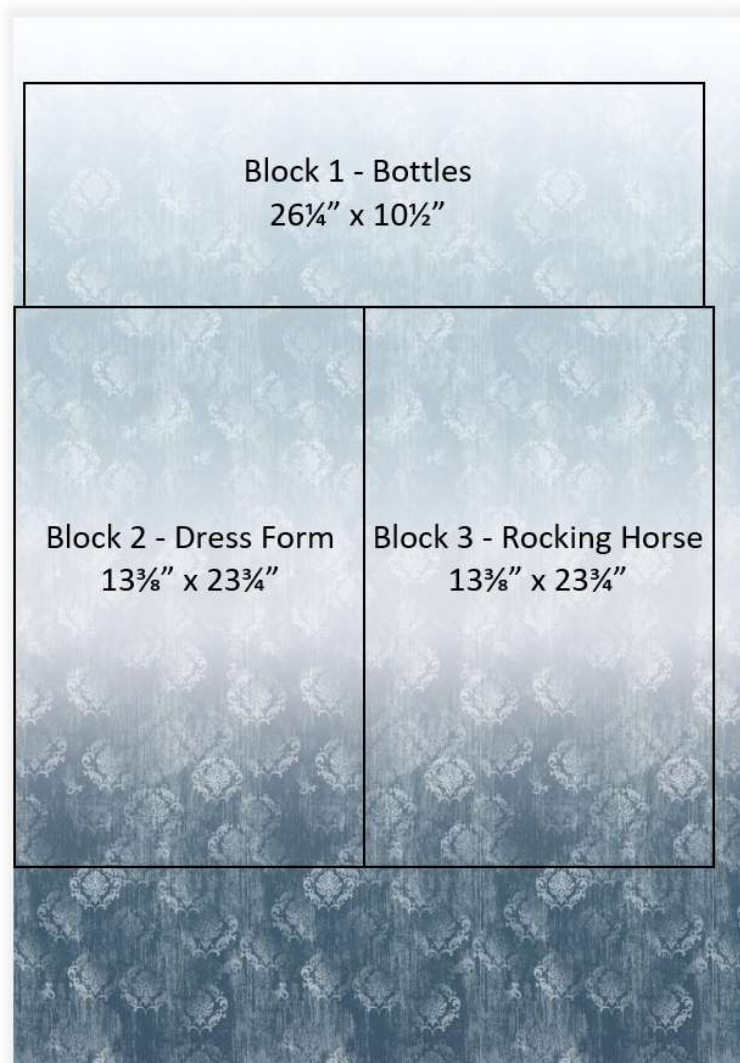 Block 1 - Bottles
26¼” x 10½”
Block 2 - Dress Form
13⅜” x 23¾”
Block 3 - Rocking Horse
13⅜” x 23¾”